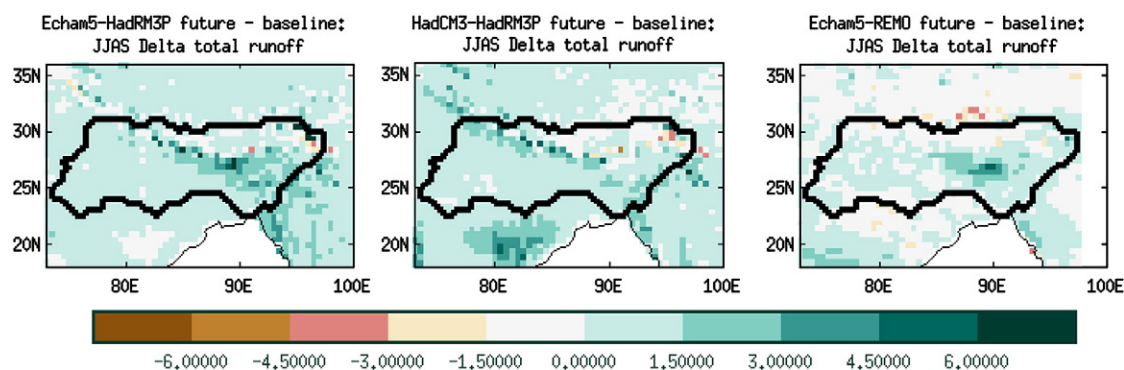 Echam5-HadRM3P future - baseline:
JJAS Delta total runoff
HadCM3-HadRM3P future - baseline:
JJAS Delta total runoff
Echam5-REMO future - baseline:
JJAS Delta total runoff
35N
30N
25N
20N
80E 90E 100E
35N
30N
25N
20N
80E 90E 100E
35N
30N
25N
20N
80E 90E 100E
-6.00000 -4.50000 -3.00000 -1.50000 0.00000 1.50000 3.00000 4.50000 6.00000